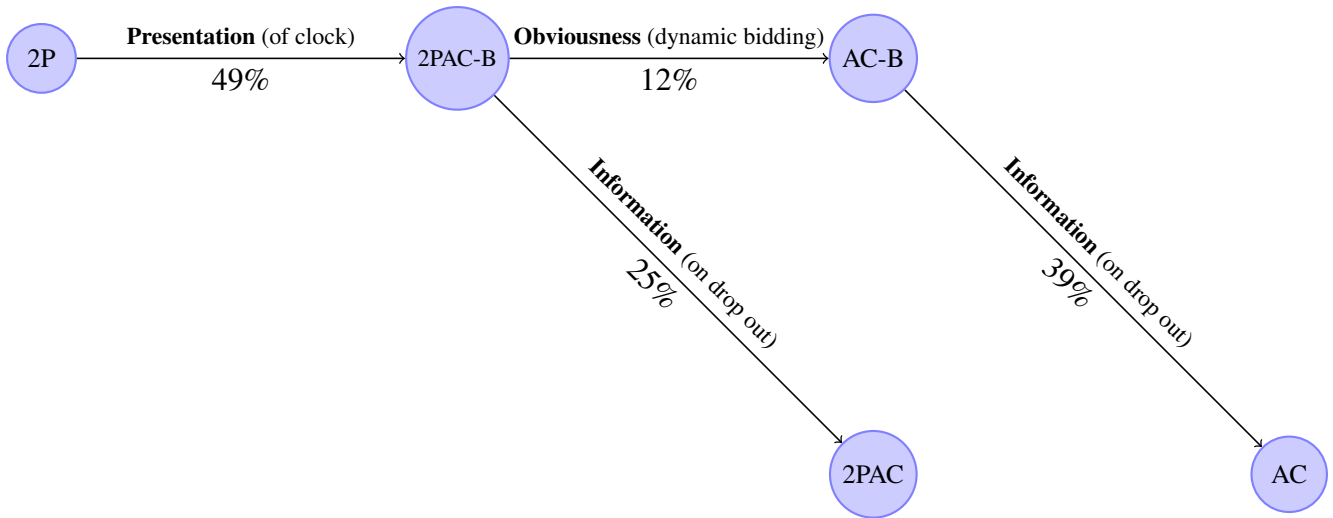 2P
Presentation (of clock)
49%
2PAC-B
Obviousness (dynamic bidding)
12%
AC-B
Information (on drop out)
25%
Information (on drop out)
39%
2PAC
AC